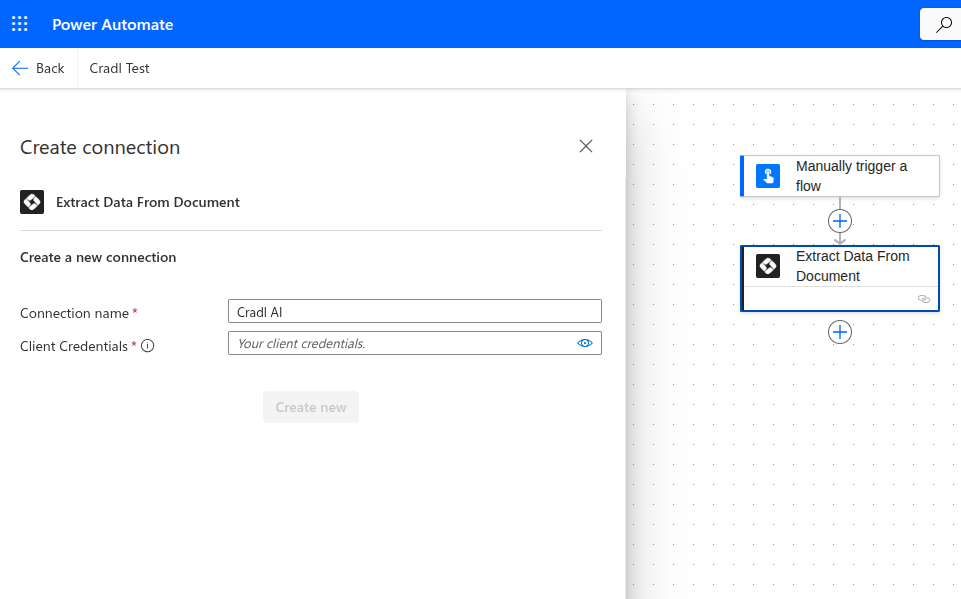 Power Automate
Back
Cradl Test
Create connection
Extract Data From Document
Create a new connection
Connection name *
Cradl AI
Client Credentials *
Your client credentials.
Create new
Manually trigger a
flow
Extract Data From
Document